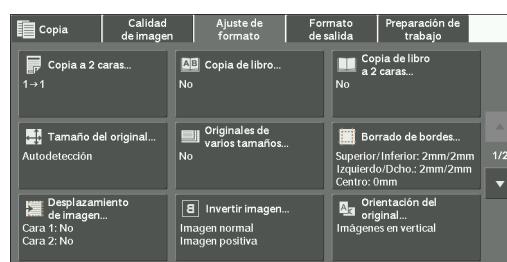 Copia
Calidad de imagen
Ajuste de formato
Formato de salida
Preparación de trabajo
Copia a 2 caras...
1→1
AB Copia de libro...
No
Copia de libro a 2 caras...
No
Tamaño del original...
Autodetección
Originales de varios tamaños...
No
Borrado de bordes...
Superior/Inferior: 2mm/2mm
Izquierdo/Dcho.: 2mm/2mm
Centro: 0mm
1/2
Desplazamiento de imagen...
Cara 1: No
Cara 2: No
B Invertir imagen...
Imagen normal
Imagen positiva
A Orientación del original...
Imágenes en vertical